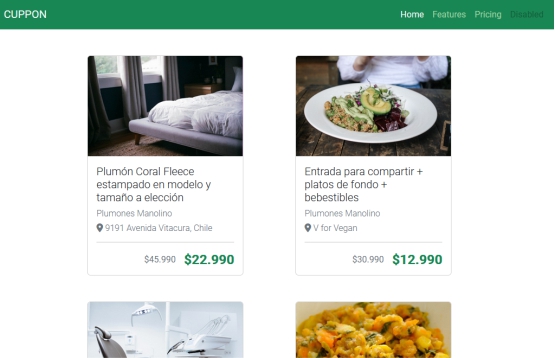 CUPPON
Home Features Pricing Disabled
Plumón Coral Fleece
estampado en modelo y
tamaño a elección
Plumones Manolino
9191 Avenida Vitacura, Chile
$45.990 $22.990
Entrada para compartir +
platos de fondo +
bebestibles
Plumones Manolino
V for Vegan
$30.990 $12.990